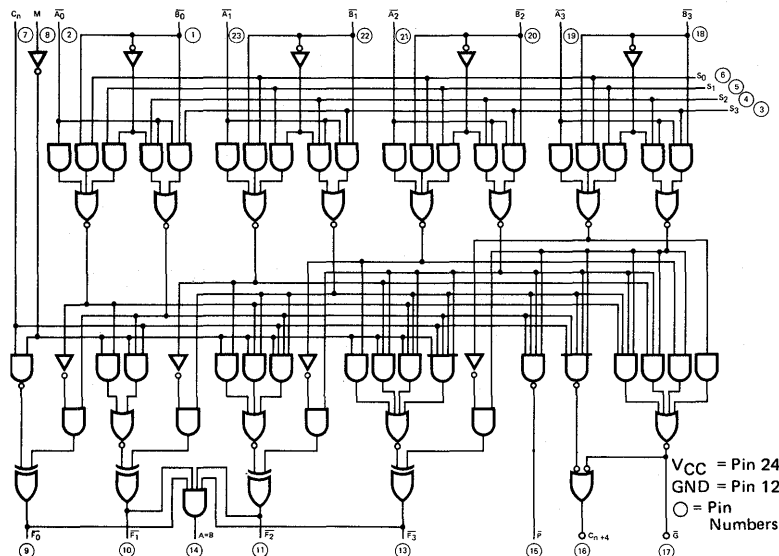 Cn M A0 B0 A1 B1 A2 B2 A3 B3
7 8 2 1 23 22 21 20 19 18
S0 6
S1 5
S2 4
S3 3
VCC = Pin 24
GND = Pin 12
○ = Pin
Numbers
F0 F1 A=B F2 F3 P Cn+4 G
9 10 14 11 13 15 16 17